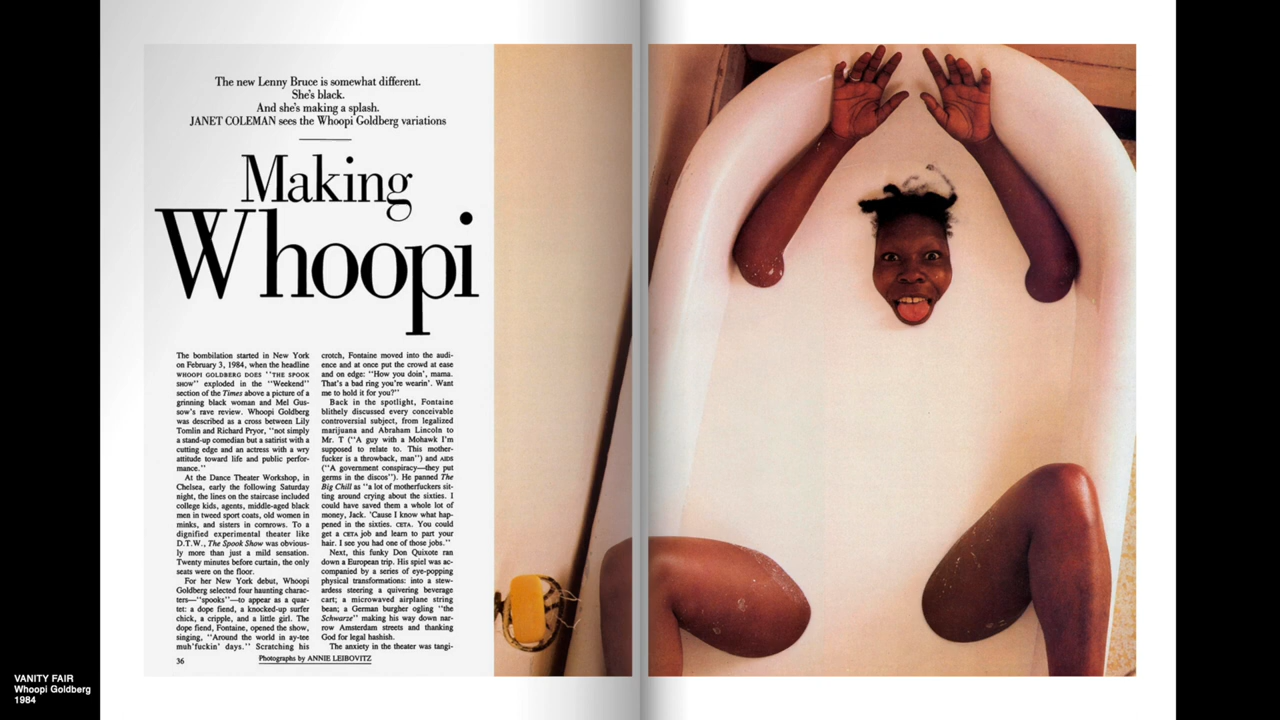 The new Lenny Bruce is somewhat different.
She's black.
And she's making a splash.
JANET COLEMAN sees the Whoopi Goldberg variations
Making
Whoopi
The bombilation started in New York
on February 3, 1984, when the headline
WHOOPI GOLDBERG DOES "THE SPOOK
SHOW" exploded in the "Weekend"
section of the Times above a picture of a
grinning black woman and Mel Gus-
sow's rave review. Whoopi Goldberg
was described as a cross between Lily
Tomlin and Richard Pryor, "not simply
a stand-up comedian but a satirist with a
cutting edge and an actress with a wry
attitude toward life and public perfor-
mance."
At the Dance Theater Workshop, in
Chelsea, early the following Saturday
night, the lines on the staircase included
college kids, agents, middle-aged black
men in tweed sport coats, old women in
minks, and sisters in cornrows. To a
dignified experimental theater like
D.T.W., The Spook Show was obvious-
ly more than just a mild sensation.
Twenty minutes before curtain, the only
seats were on the floor.
For her New York debut, Whoopi
Goldberg selected four haunting charac-
ters—"spooks"—to appear as a quar-
tet: a dope fiend, a knocked-up surfer
chick, a cripple, and a little girl. The
dope fiend, Fontaine, opened the show,
singing, "Around the world in ay-tee
muh'fuckin' days." Scratching his
crotch, Fontaine moved into the audi-
ence and at once put the crowd at ease
and on edge: "How you doin', mama.
That's a bad ring you're wearin'. Want
me to hold it for you?"
Back in the spotlight, Fontaine
blithely discussed every conceivable
controversial subject, from legalized
marijuana and Abraham Lincoln to
Mr. T ("A guy with a Mohawk I'm
supposed to relate to. This mother-
fucker is a throwback, man") and AIDS
("A government conspiracy—they put
germs in the discos"). He panned The
Big Chill as "a lot of motherfuckers sit-
ting around crying about the sixties. I
could have saved them a whole lot of
money, Jack. 'Cause I know what hap-
pened in the sixties. CETA. You could
get a CETA job and learn to part your
hair. I see you had one of those jobs."
Next, this funky Don Quixote ran
down a European trip. His spiel was ac-
companied by a series of eye-popping
physical transformations: into a stew-
ardess steering a quivering beverage
cart; a microwaved airplane string
bean; a German burgher ogling "the
Schwarze" making his way down nar-
row Amsterdam streets and thanking
God for legal hashish.
The anxiety in the theater was tangi-
36
Photographs by ANNIE LEIBOVITZ
VANITY FAIR
Whoopi Goldberg
1984